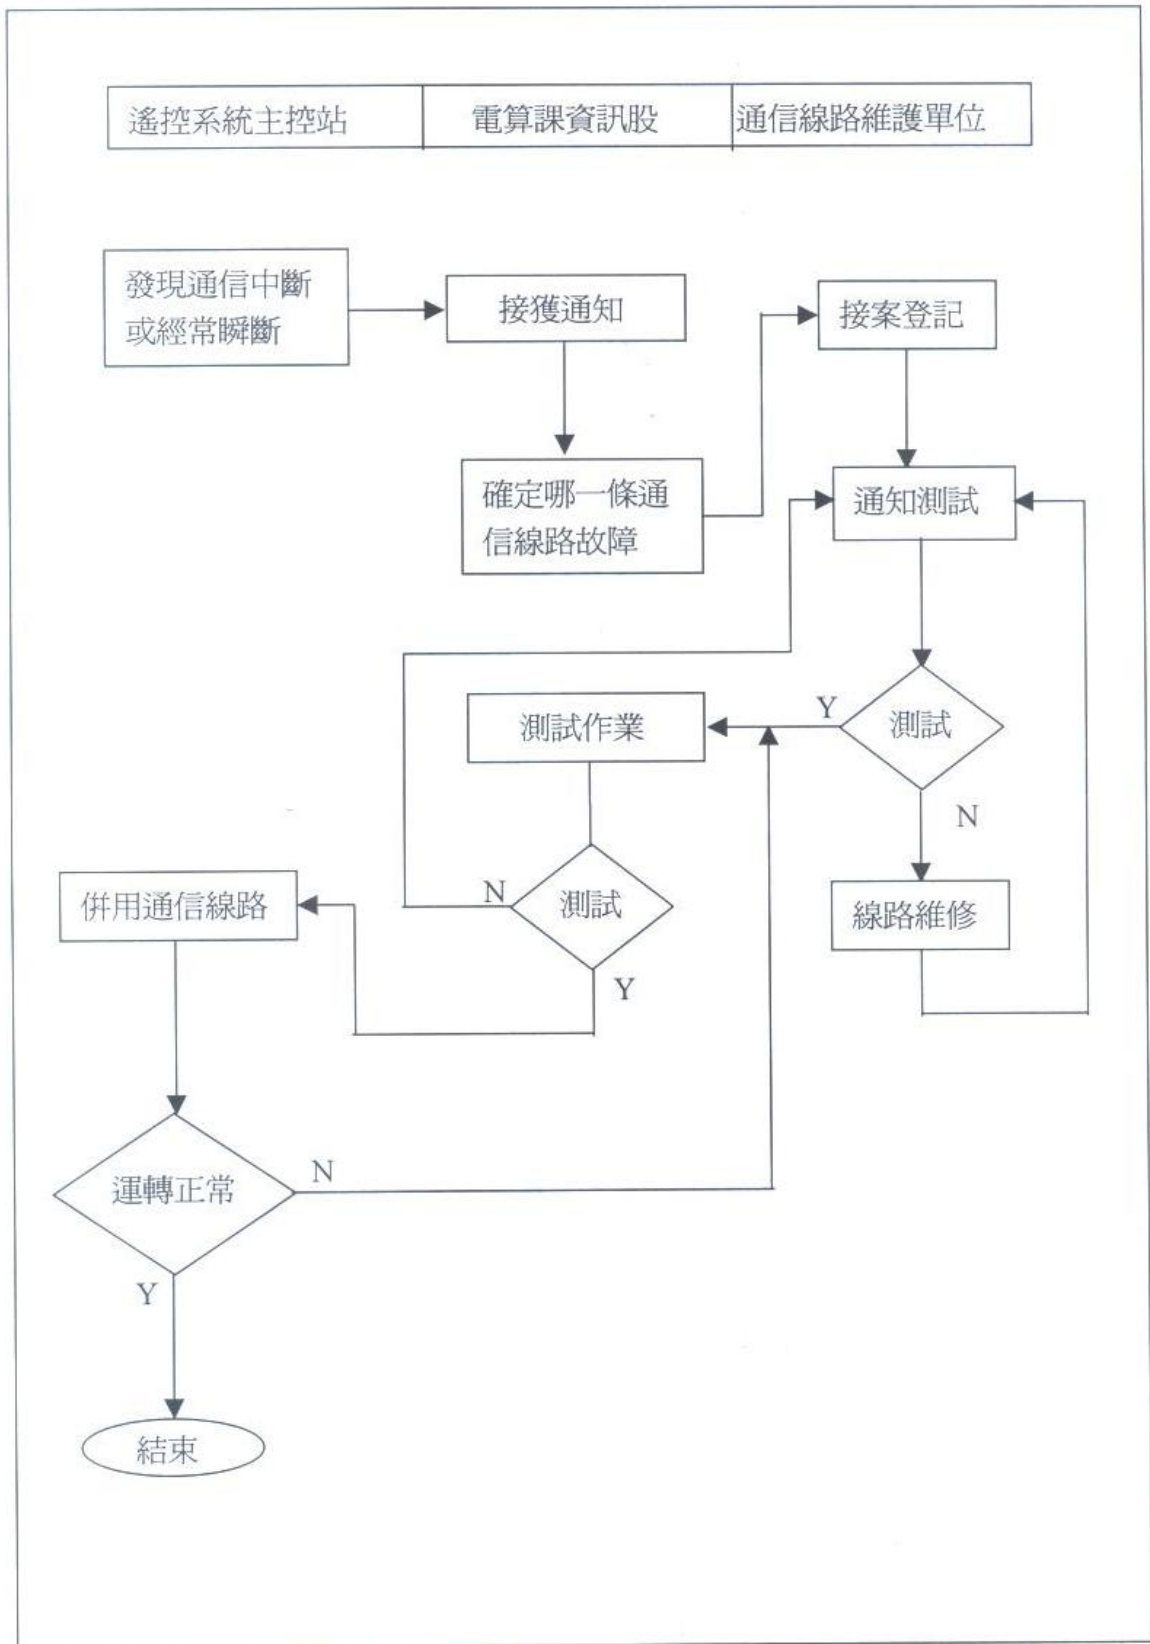 遙控系統主控站
電算課資訊股
通信線路維護單位
發現通信中斷
或經常瞬斷
接獲通知
接案登記
確定哪一條通
信線路故障
通知測試
測試作業
Y
測試
N
併用通信線路
N
測試
線路維修
Y
運轉正常
N
Y
結束